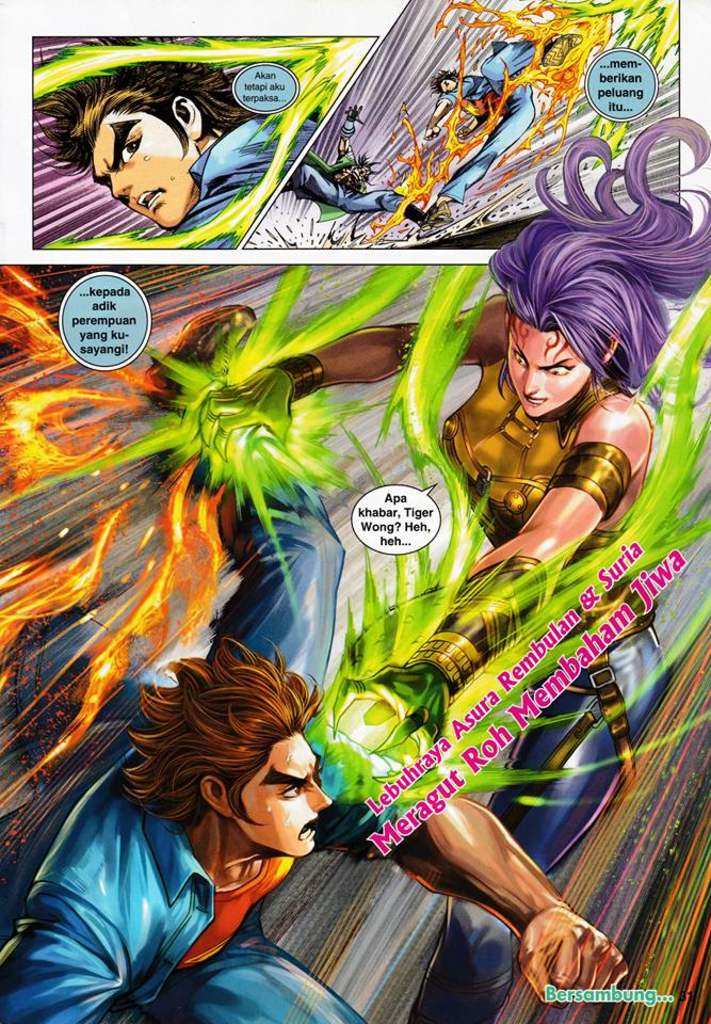 Akan
tetapi aku
terpaksa...
...mem-
berikan
peluang
itu...
...kepada
adik
perempuan
yang ku-
sayangi!
Apa
khabar, Tiger
Wong? Heh,
heh...
Lebuhraya Asura Rembulan & Suria
Meragut Roh Membaham Jiwa
Bersambung...
31